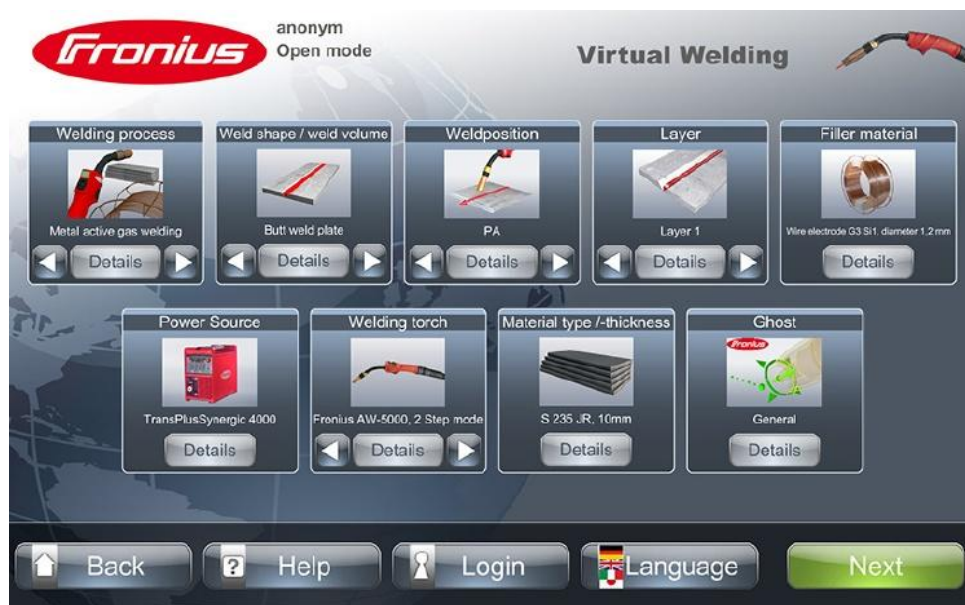 Fronius
anonym
Open mode
Virtual Welding
Welding process
Weld shape / weld volume
Weldposition
Layer
Filler material
Metal active gas welding
Butt weld plate
PA
Layer 1
Wire electrode G3 Si1. diameter 1,2 mm
Details
Details
Details
Details
Details
Power Source
Welding torch
Material type /-thickness
Ghost
Fronius
TransPlusSynergic 4000
Fronius AW-5000, 2 Step mode
S 235 JR, 10mm
General
Details
Details
Details
Details
Back
? Help
Login
Language
Next